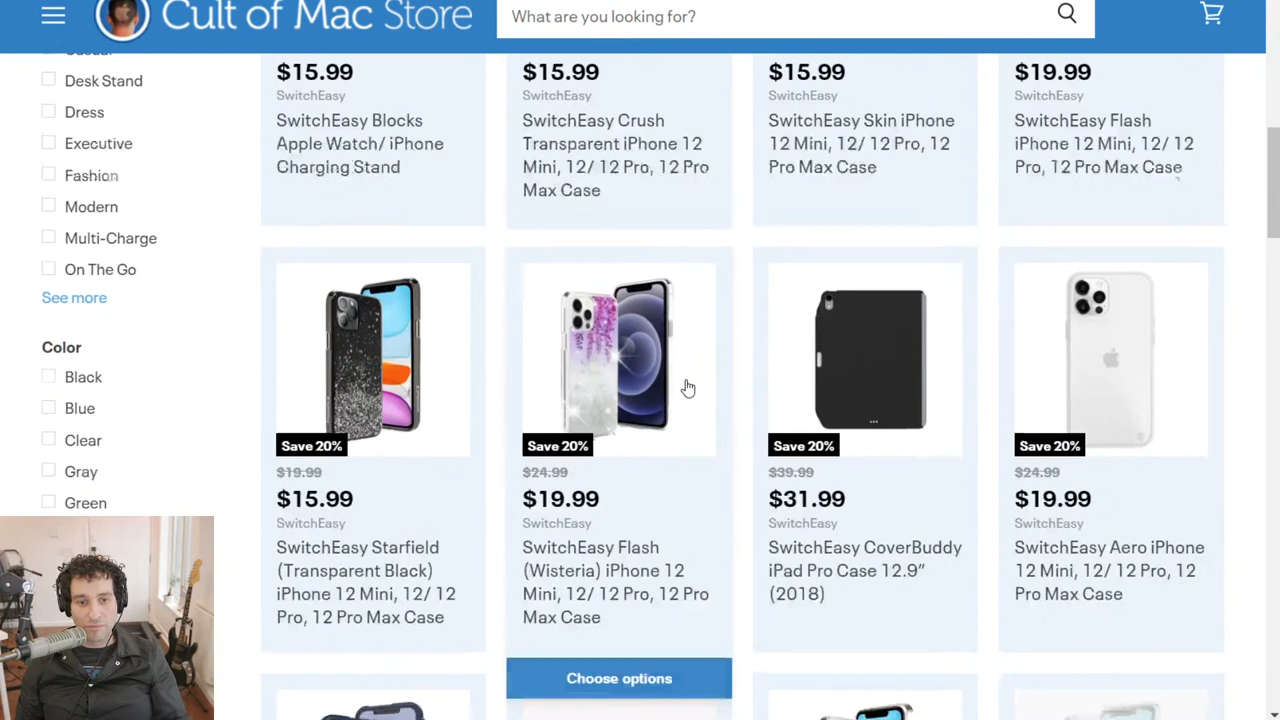 Cult of Mac Store
What are you looking for?
Casual
Desk Stand
Dress
Executive
Fashion
Modern
Multi-Charge
On The Go
See more
Color
Black
Blue
Clear
Gray
Green
$15.99
SwitchEasy
SwitchEasy Blocks
Apple Watch/ iPhone
Charging Stand
$15.99
SwitchEasy
SwitchEasy Crush
Transparent iPhone 12
Mini, 12/ 12 Pro, 12 Pro
Max Case
$15.99
SwitchEasy
SwitchEasy Skin iPhone
12 Mini, 12/ 12 Pro, 12
Pro Max Case
$19.99
SwitchEasy
SwitchEasy Flash
iPhone 12 Mini, 12/ 12
Pro, 12 Pro Max Case
Save 20%
$19.99
$15.99
SwitchEasy
SwitchEasy Starfield
(Transparent Black)
iPhone 12 Mini, 12/ 12
Pro, 12 Pro Max Case
Save 20%
$24.99
$19.99
SwitchEasy
SwitchEasy Flash
(Wisteria) iPhone 12
Mini, 12/ 12 Pro, 12 Pro
Max Case
Choose options
Save 20%
$39.99
$31.99
SwitchEasy
SwitchEasy CoverBuddy
iPad Pro Case 12.9”
(2018)
Save 20%
$24.99
$19.99
SwitchEasy
SwitchEasy Aero iPhone
12 Mini, 12/ 12 Pro, 12
Pro Max Case